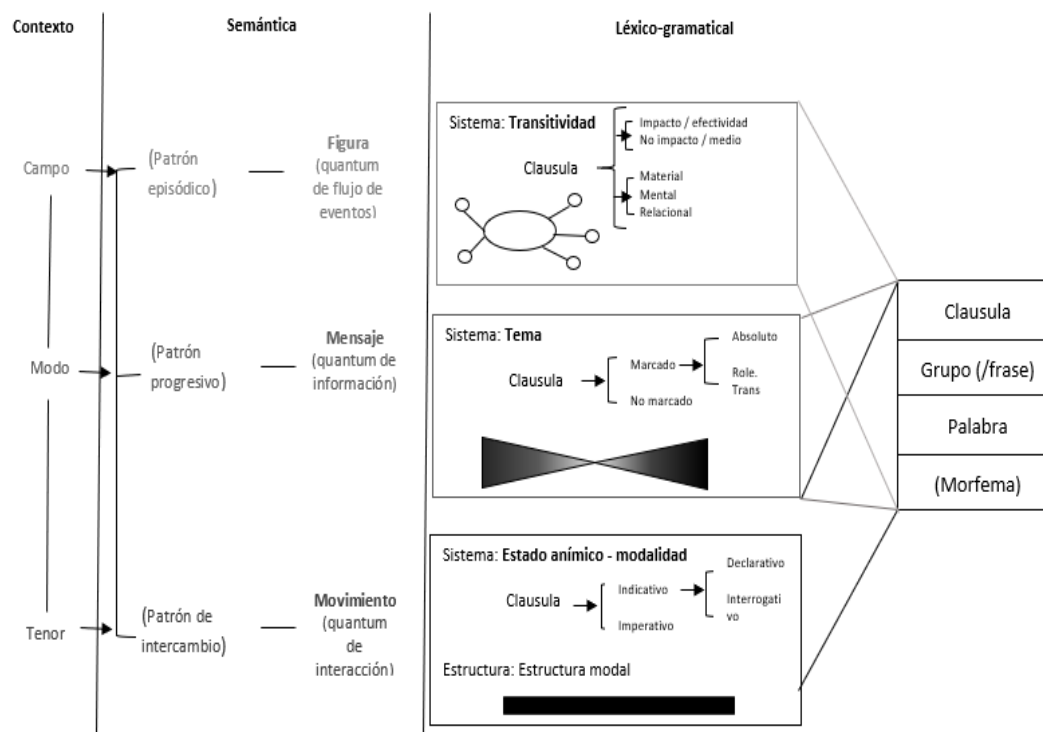 Contexto
Semántica
Léxico-gramatical
Campo
(Patrón
episódico)
Figura
(quantum
de flujo de
eventos)
Sistema: Transitividad
Clausula
Impacto / efectividad
No impacto / medio
Material
Mental
Relacional
Modo
(Patrón
progresivo)
Mensaje
(quantum de
información)
Sistema: Tema
Clausula
Marcado
No marcado
Absoluto
Role.
Trans
Tenor
(Patrón de
intercambio)
Movimiento
(quantum
de
interacción)
Sistema: Estado anímico - modalidad
Clausula
Indicativo
Imperativo
Declarativo
Interrogati
vo
Estructura: Estructura modal
Clausula
Grupo (/frase)
Palabra
(Morfema)